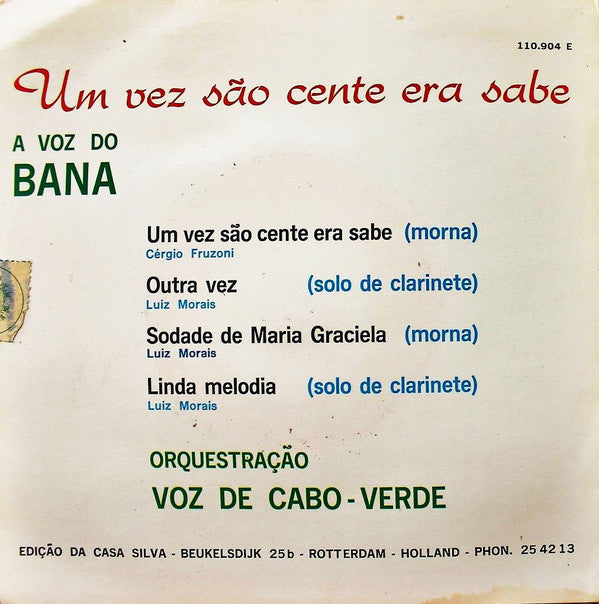 110.904 E
Um vez são cente era sabe
A VOZ DO
BANA
Um vez são cente era sabe (morna)
Cérgio Fruzoni
Outra vez (solo de clarinete)
Luiz Morais
Sodade de Maria Graciela (morna)
Luiz Morais
Linda melodia (solo de clarinete)
Luiz Morais
ORQUESTRAÇÃO
VOZ DE CABO-VERDE
EDIÇÃO DA CASA SILVA - BEUKELSDIJK 25b - ROTTERDAM - HOLLAND - PHON. 25 42 13